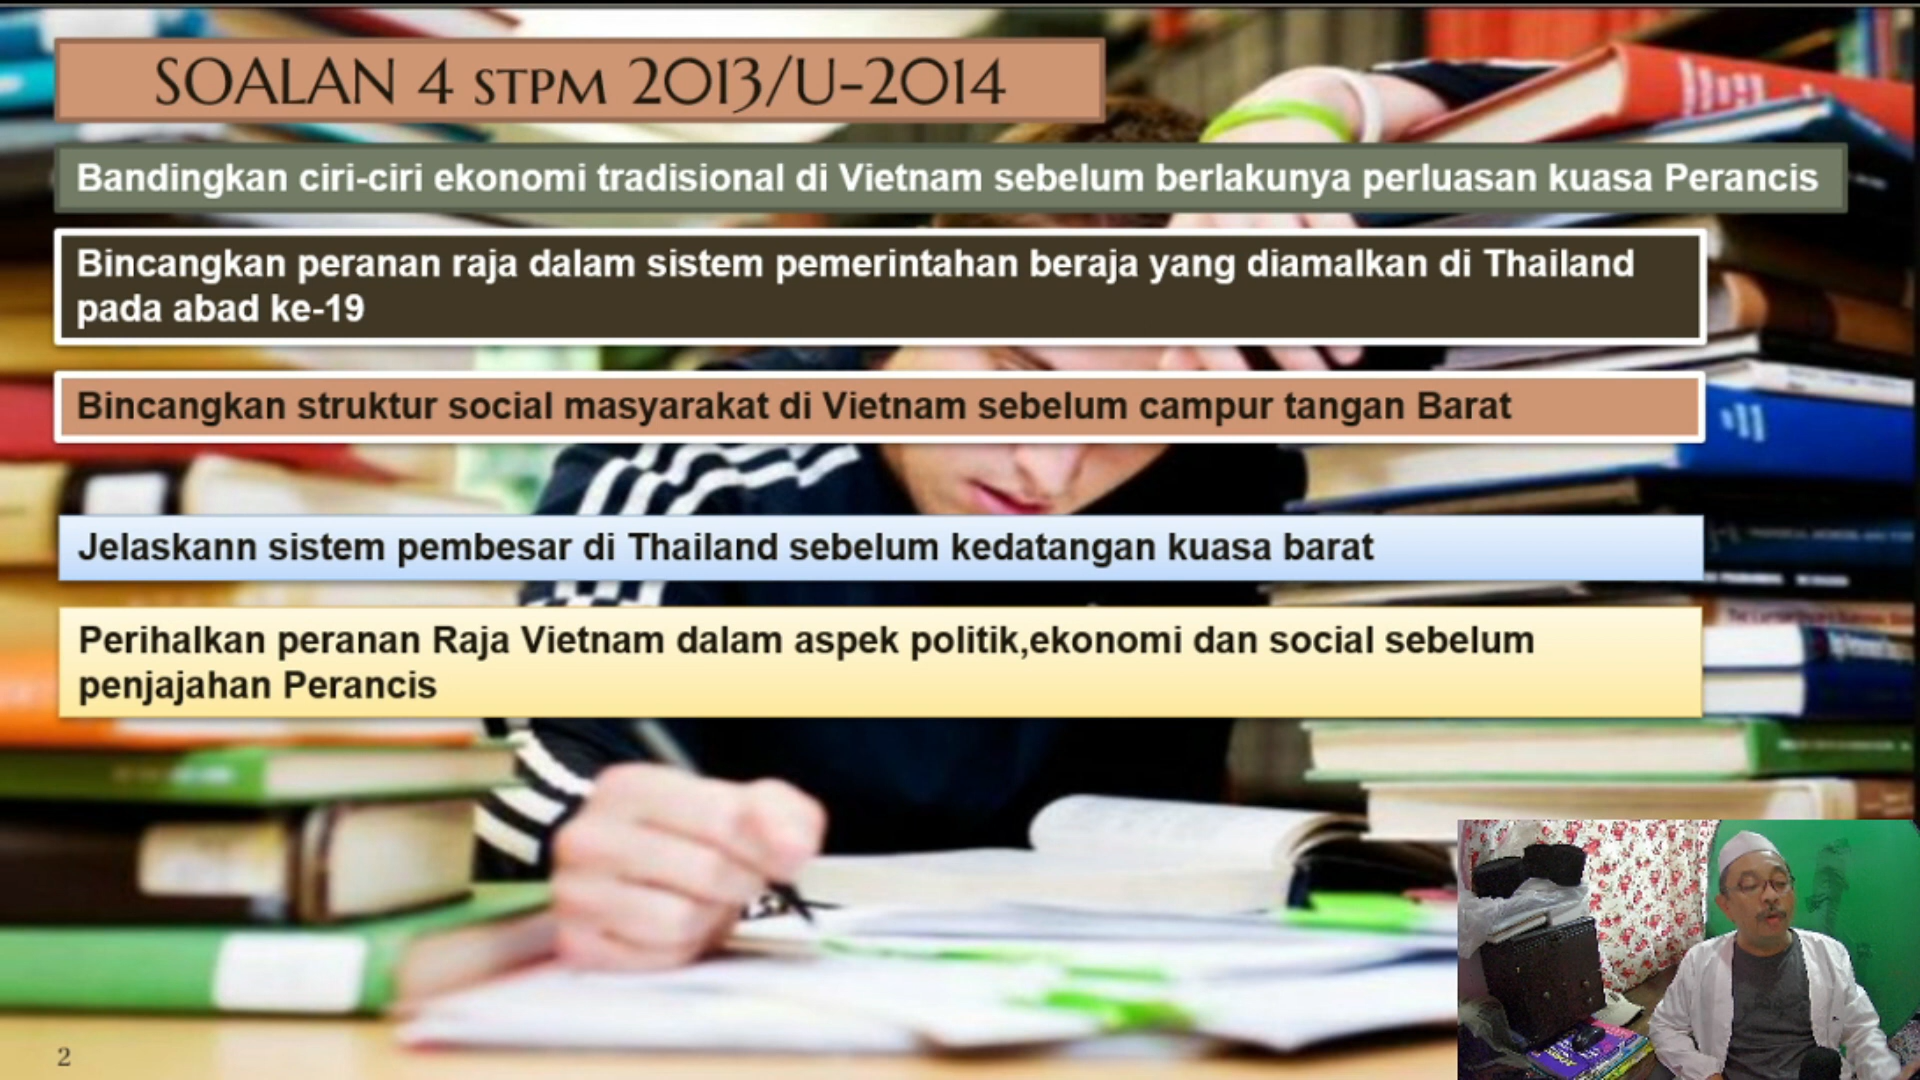 SOALAN 4 STPM 2013/U-2014
Bandingkan ciri-ciri ekonomi tradisional di Vietnam sebelum berlakunya perluasan kuasa Perancis
Bincangkan peranan raja dalam sistem pemerintahan beraja yang diamalkan di Thailand
pada abad ke-19
Bincangkan struktur social masyarakat di Vietnam sebelum campur tangan Barat
Jelaskann sistem pembesar di Thailand sebelum kedatangan kuasa barat
Perihalkan peranan Raja Vietnam dalam aspek politik,ekonomi dan social sebelum
penjajahan Perancis
2